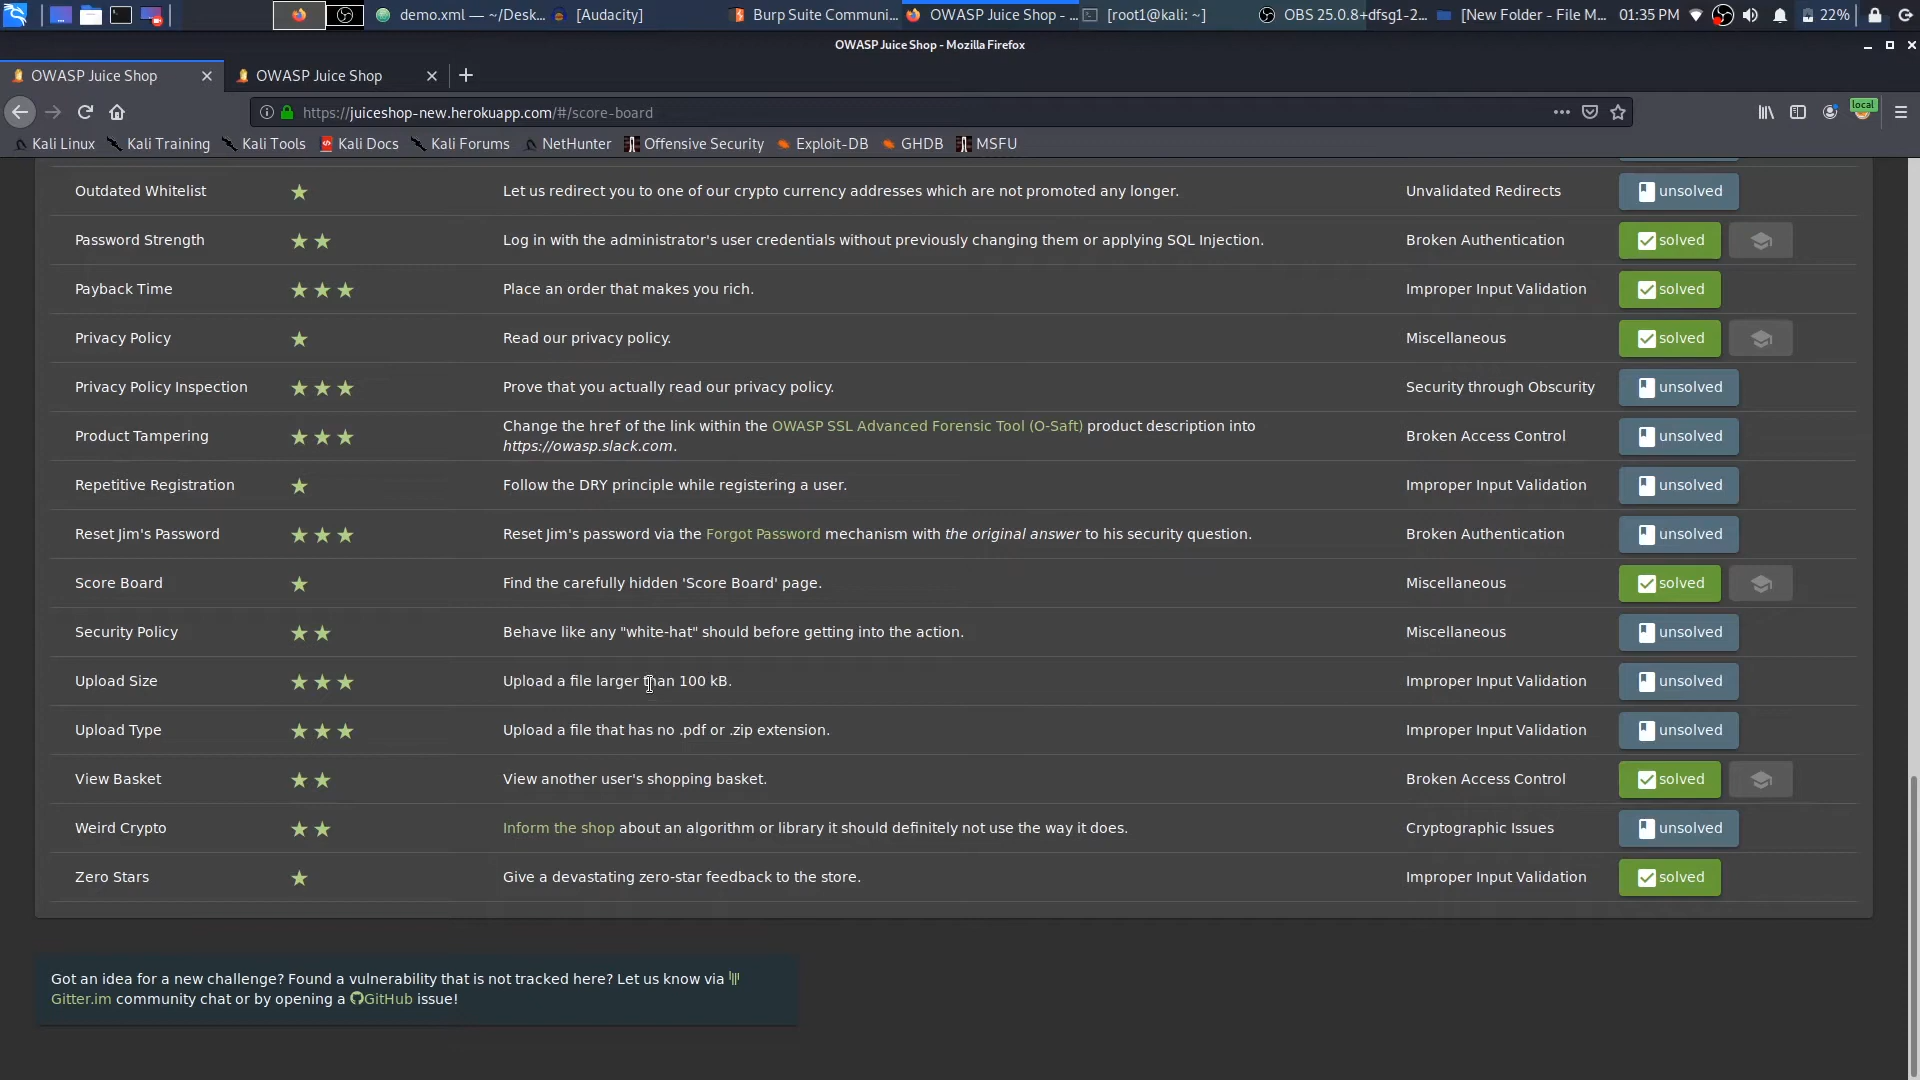 demo.xml — ~/Desk... [Audacity] Burp Suite Communi... OWASP Juice Shop - ... [root1@kali: ~] OBS 25.0.8+dfsg1-2... [New Folder - File M... 01:35 PM 22%
OWASP Juice Shop - Mozilla Firefox
OWASP Juice Shop OWASP Juice Shop
https://juiceshop-new.herokuapp.com/#/score-board local
Kali Linux Kali Training Kali Tools Kali Docs Kali Forums NetHunter Offensive Security Exploit-DB GHDB MSFU
Outdated Whitelist Let us redirect you to one of our crypto currency addresses which are not promoted any longer. Unvalidated Redirects unsolved
Password Strength Log in with the administrator's user credentials without previously changing them or applying SQL Injection. Broken Authentication solved
Payback Time Place an order that makes you rich. Improper Input Validation solved
Privacy Policy Read our privacy policy. Miscellaneous solved
Privacy Policy Inspection Prove that you actually read our privacy policy. Security through Obscurity unsolved
Product Tampering Change the href of the link within the OWASP SSL Advanced Forensic Tool (O-Saft) product description into Broken Access Control unsolved
https://owasp.slack.com.
Repetitive Registration Follow the DRY principle while registering a user. Improper Input Validation unsolved
Reset Jim's Password Reset Jim's password via the Forgot Password mechanism with the original answer to his security question. Broken Authentication unsolved
Score Board Find the carefully hidden 'Score Board' page. Miscellaneous solved
Security Policy Behave like any "white-hat" should before getting into the action. Miscellaneous unsolved
Upload Size Upload a file larger than 100 kB. Improper Input Validation unsolved
Upload Type Upload a file that has no .pdf or .zip extension. Improper Input Validation unsolved
View Basket View another user's shopping basket. Broken Access Control solved
Weird Crypto Inform the shop about an algorithm or library it should definitely not use the way it does. Cryptographic Issues unsolved
Zero Stars Give a devastating zero-star feedback to the store. Improper Input Validation solved
Got an idea for a new challenge? Found a vulnerability that is not tracked here? Let us know via
Gitter.im community chat or by opening a GitHub issue!